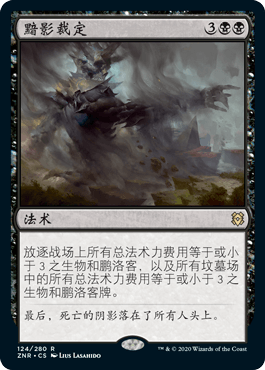 黯影裁定 3
法术
放逐战场上所有总法术力费用等于或小
于 3 之生物和鹏洛客，以及所有坟墓场
中的所有总法术力费用等于或小于 3 之
生物和鹏洛客牌。
最后，死亡的阴影落在了所有人头上。
124/280 R
ZNR • CS LIUS LASAHIDO
™ & © 2020 Wizards of the Coast